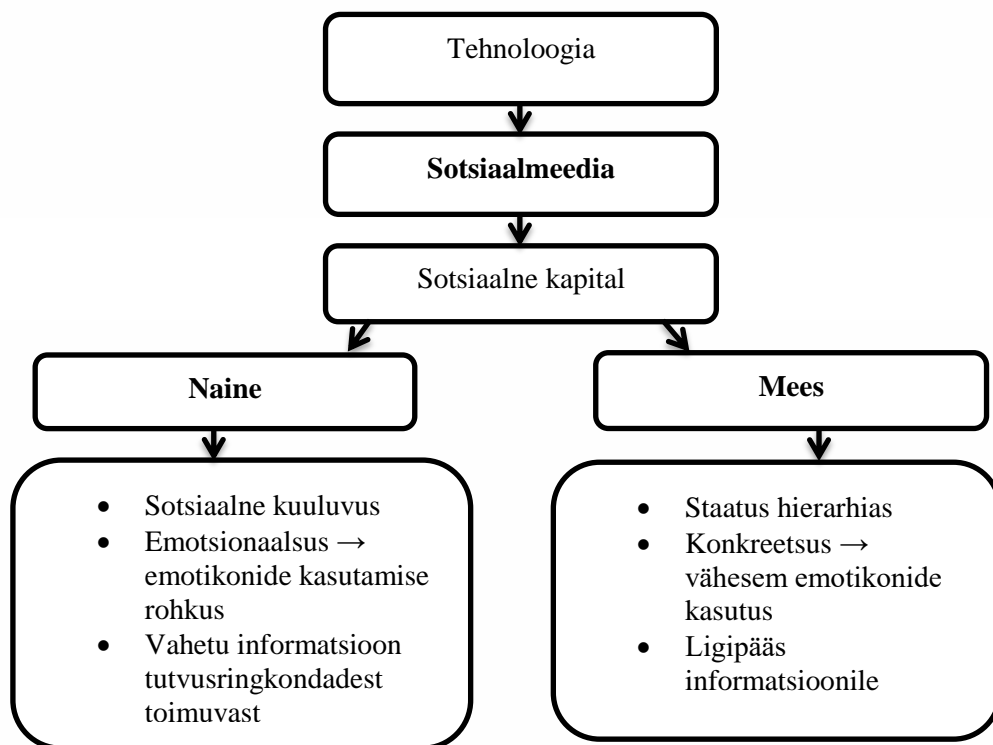 Tehnoloogia
Sotsiaalmeedia
Sotsiaalne kapital
Naine
Mees
• Sotsiaalne kuuluvus
• Emotsionaalsus →
emotikonide kasutamise
rohkus
• Vahetu informatsioon
tutvusringkondadest
toimuvast
• Staatus hierarhias
• Konkreetsus →
vähesem emotikonide
kasutus
• Ligipääs
informatsioonile